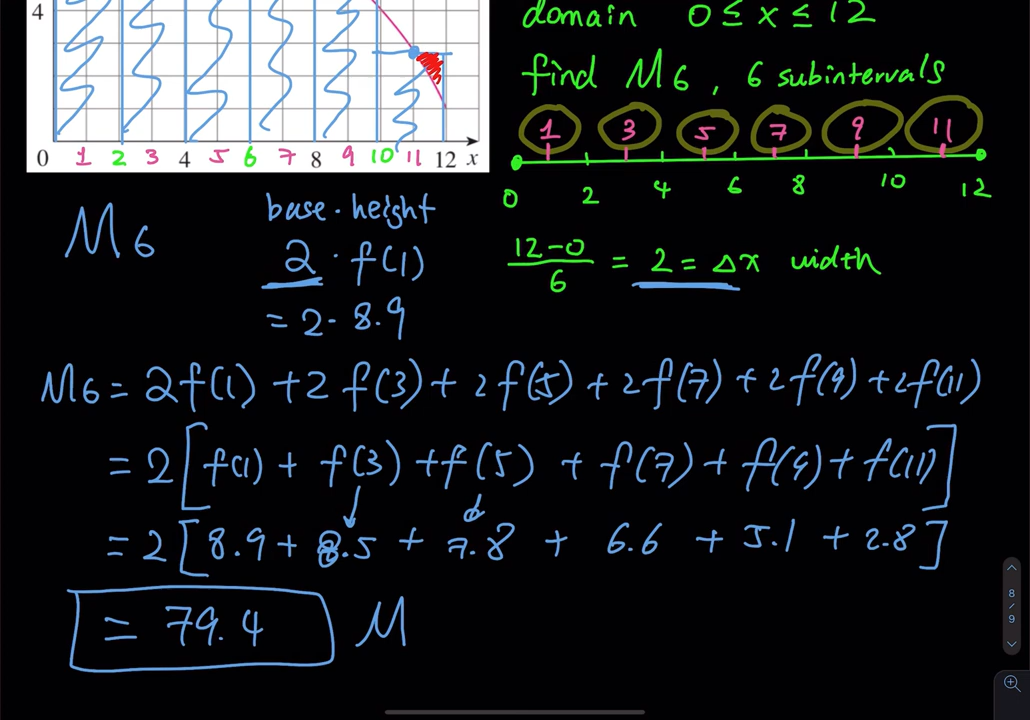 4
domain 0 ≤ x ≤ 12
find M6 , 6 subintervals
1 3 5 7 9 11
0 1 2 3 4 5 6 7 8 9 10 11 12 x
0 2 4 6 8 10 12
M6
base · height
2 · f(1)
= 2 · 8.9
12-0/6 = 2 = Δx width
M6 = 2f(1) + 2f(3) + 2f(5) + 2f(7) + 2f(9) + 2f(11)
= 2[f(1) + f(3) + f(5) + f(7) + f(9) + f(11)]
= 2[8.9 + 8.5 + 7.8 + 6.6 + 5.1 + 2.8]
= 79.4 M
8
/
9